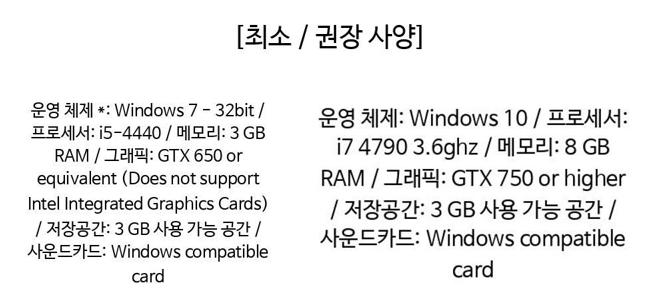 [최소 / 권장 사양]
운영 체제 *: Windows 7 - 32bit /
프로세서: i5-4440 / 메모리: 3 GB
RAM / 그래픽: GTX 650 or
equivalent (Does not support
Intel Integrated Graphics Cards)
/ 저장공간: 3 GB 사용 가능 공간 /
사운드카드: Windows compatible
card
운영 체제: Windows 10 / 프로세서:
i7 4790 3.6ghz / 메모리: 8 GB
RAM / 그래픽: GTX 750 or higher
/ 저장공간: 3 GB 사용 가능 공간 /
사운드카드: Windows compatible
card